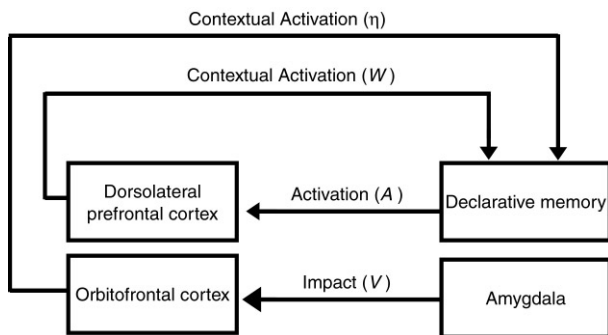 Contextual Activation (η)
Contextual Activation (W)
Dorsolateral
prefrontal cortex
Activation (A)
Declarative memory
Orbitofrontal cortex
Impact (V)
Amygdala